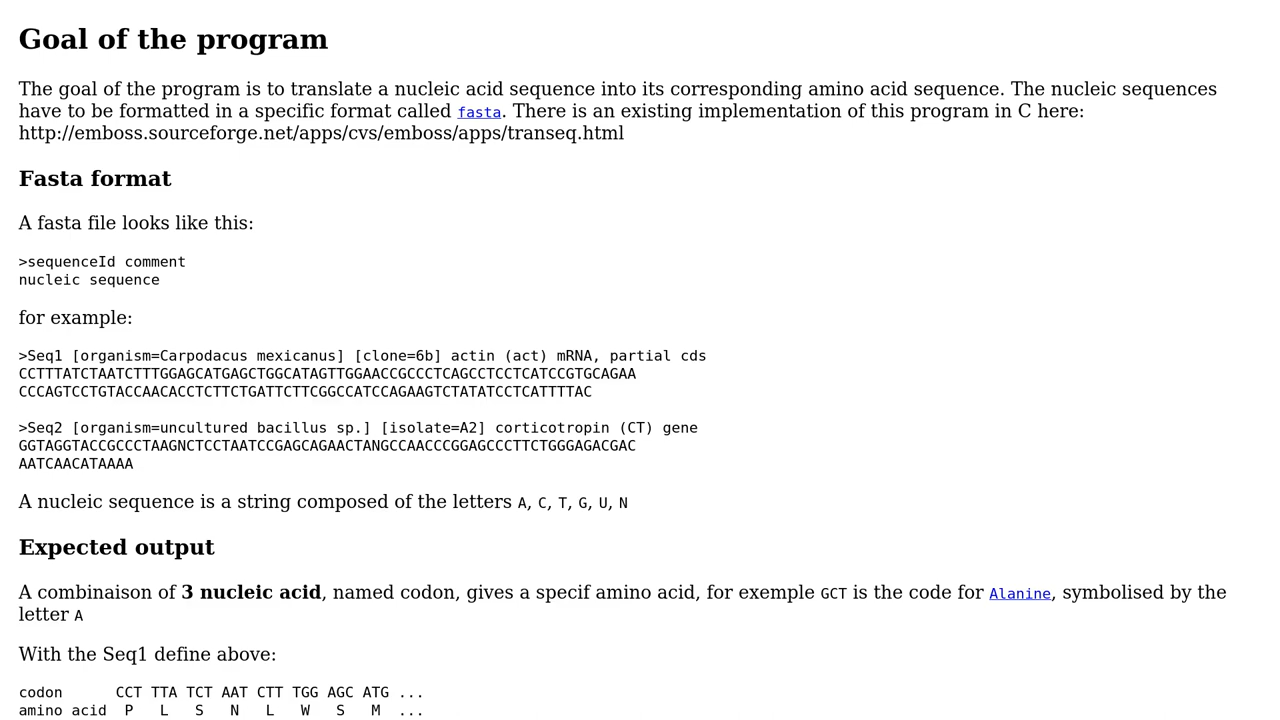 Goal of the program
The goal of the program is to translate a nucleic acid sequence into its corresponding amino acid sequence. The nucleic sequences
have to be formatted in a specific format called fasta. There is an existing implementation of this program in C here:
http://emboss.sourceforge.net/apps/cvs/emboss/apps/transeq.html
Fasta format
A fasta file looks like this:
>sequenceId comment
nucleic sequence
for example:
>Seq1 [organism=Carpodacus mexicanus] [clone=6b] actin (act) mRNA, partial cds
CCTTTATCTAATCTTTGGAGCATGAGCTGGCATAGTTGGAACCGCCCTCAGCCTCCTCATCCGTGCAGAA
CCCAGTCCTGTACCAACACCTCTTCTGATTCTTCGGCCATCCAGAAGTCTATATCCTCATTTTAC
>Seq2 [organism=uncultured bacillus sp.] [isolate=A2] corticotropin (CT) gene
GGTAGGTACCGCCCTAAGNCTCCTAATCCGAGCAGAACTANGCCAACCCGGAGCCCTTCTGGGAGACGAC
AATCAACATAAAA
A nucleic sequence is a string composed of the letters A, C, T, G, U, N
Expected output
A combinaison of 3 nucleic acid, named codon, gives a specif amino acid, for exemple GCT is the code for Alanine, symbolised by the
letter A
With the Seq1 define above:
codon      CCT TTA TCT AAT CTT TGG AGC ATG ...
amino acid  P   L   S   N   L   W   S   M  ...